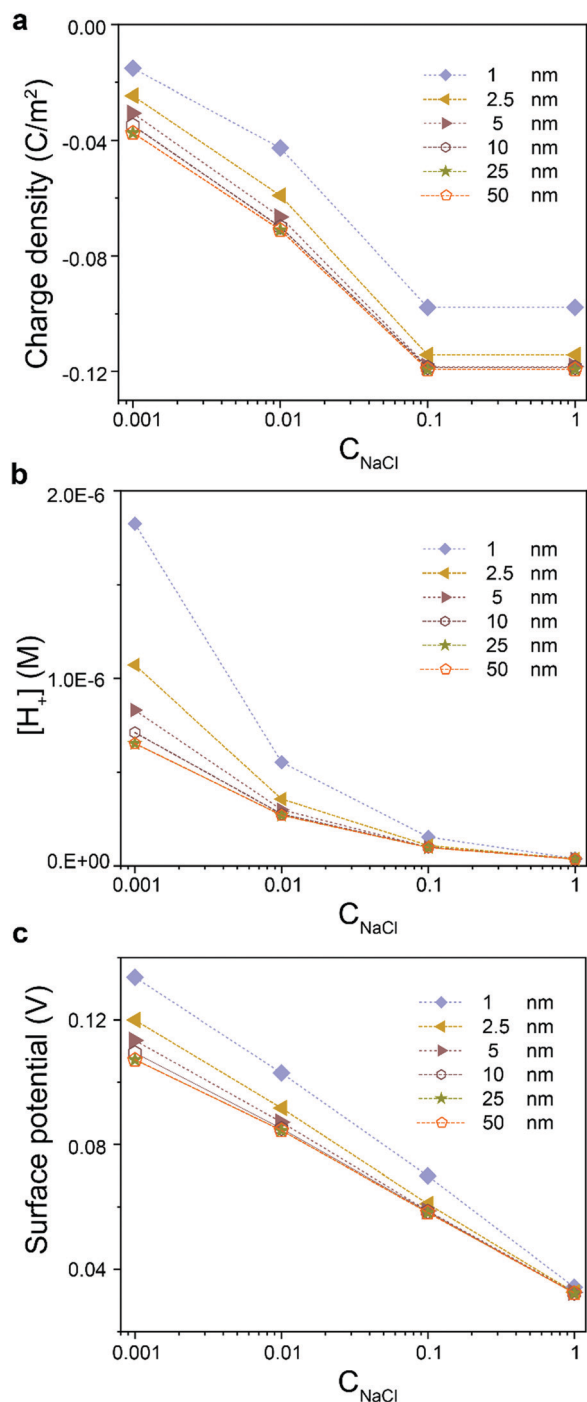 a
Charge density (C/m²)
0.00
-0.04
-0.08
-0.12
1 nm
2.5 nm
5 nm
10 nm
25 nm
50 nm
0.001 0.01 0.1 1
C_NaCl
b
[H₊] (M)
2.0E-6
1.0E-6
0.E+00
1 nm
2.5 nm
5 nm
10 nm
25 nm
50 nm
0.001 0.01 0.1 1
C_NaCl
c
Surface potential (V)
0.12
0.08
0.04
1 nm
2.5 nm
5 nm
10 nm
25 nm
50 nm
0.001 0.01 0.1 1
C_NaCl